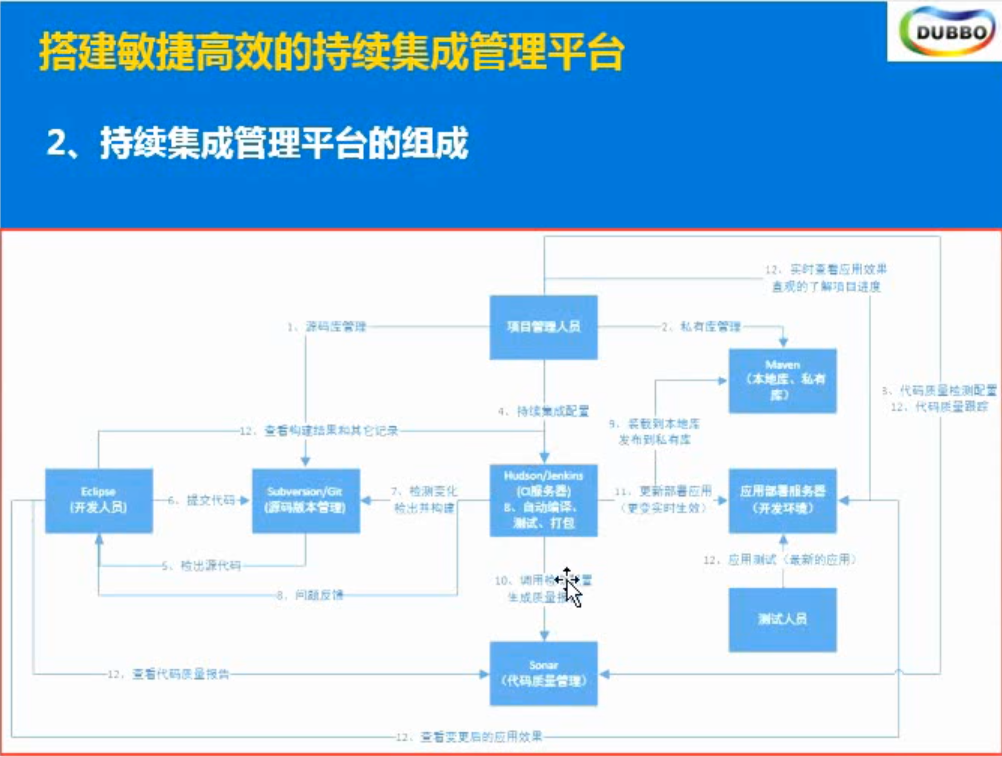 搭建敏捷高效的持续集成管理平台
DUBBO
2、持续集成管理平台的组成
12、实时查看应用效果
直观的了解项目进度
1、源码库管理
项目管理人员
2、私有库管理
Maven
（本地库、私有
库）
3、代码质量检测配置
12、代码质量跟踪
4、持续集成配置
9、装载到本地库
发布到私有库
12、查看构建结果和其它记录
Eclipse
(开发人员)
6、提交代码
Subversion/Git
(源码版本管理)
7、检测变化
检出并构建
Hudson/Jenkins
(CI服务器)
8、自动编译、
测试、打包
11、更新部署应用
（更变实时生效）
应用部署服务器
（开发环境）
5、检出源代码
12、应用测试（最新的应用）
8、问题反馈
10、调用检
置
生成质量报
测试人员
12、查看代码质量报告
Sonar
（代码质量管理）
12、查看变更后的应用效果